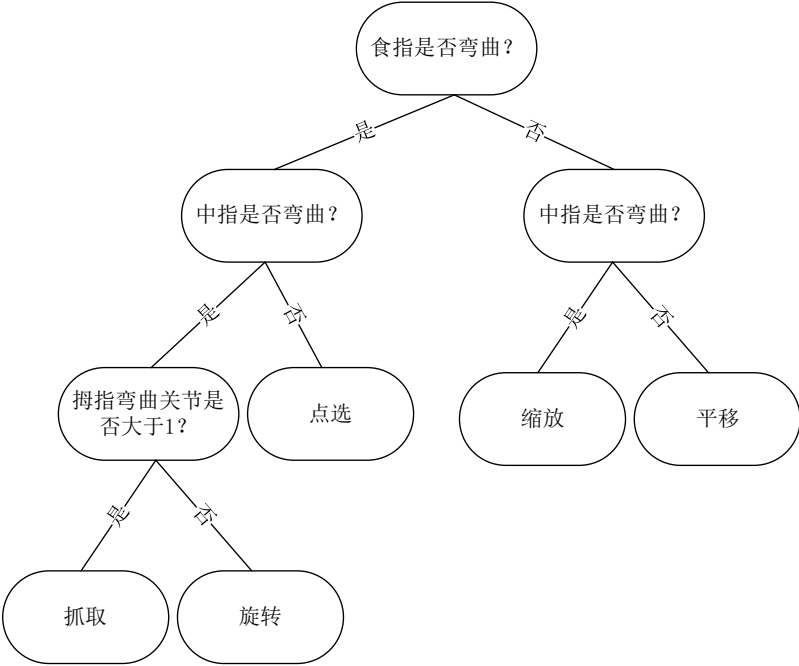 食指是否弯曲？
是
否
中指是否弯曲？
中指是否弯曲？
是
否
是
否
拇指弯曲关节是
否大于1？
点选
缩放
平移
是
否
抓取
旋转